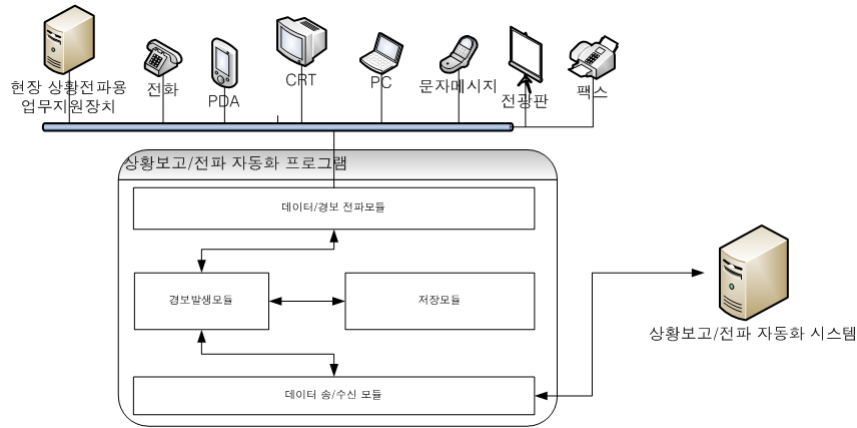 현장 상황전파용
업무지원장치
전화
PDA
CRT
PC
문자메시지
전광판
팩스
상황보고/전파 자동화 프로그램
데이터/경보 전파모듈
경보발생모듈
저장모듈
상황보고/전파 자동화 시스템
데이터 송/수신 모듈